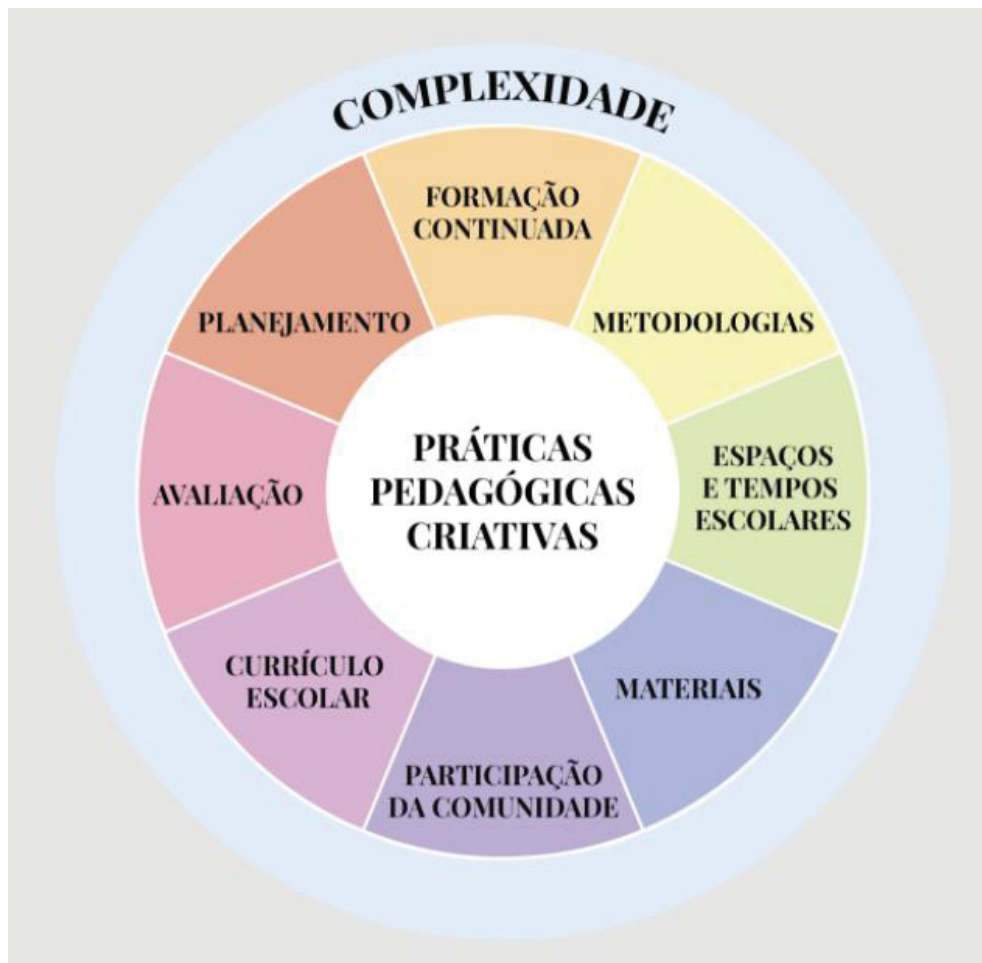 COMPLEXIDADE
FORMAÇÃO
CONTINUADA
PLANEJAMENTO
METODOLOGIAS
PRÁTICAS
PEDAGÓGICAS
CRIATIVAS
ESPAÇOS
E TEMPOS
ESCOLARES
AVALIAÇÃO
CURRÍCULO
ESCOLAR
MATERIAIS
PARTICIPAÇÃO
DA COMUNIDADE